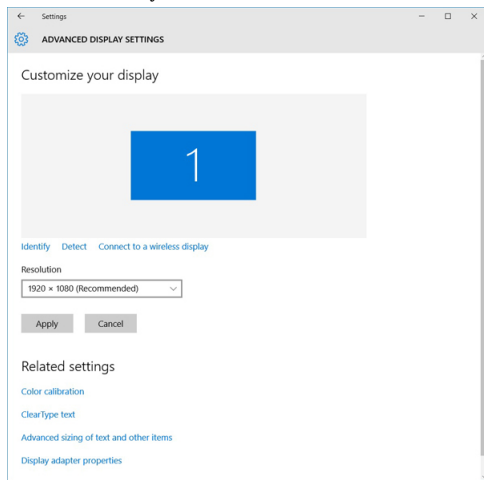 Settings
ADVANCED DISPLAY SETTINGS
Customize your display
1
Identify Detect Connect to a wireless display
Resolution
1920 × 1080 (Recommended)
Apply Cancel
Related settings
Color calibration
ClearType text
Advanced sizing of text and other items
Display adapter properties